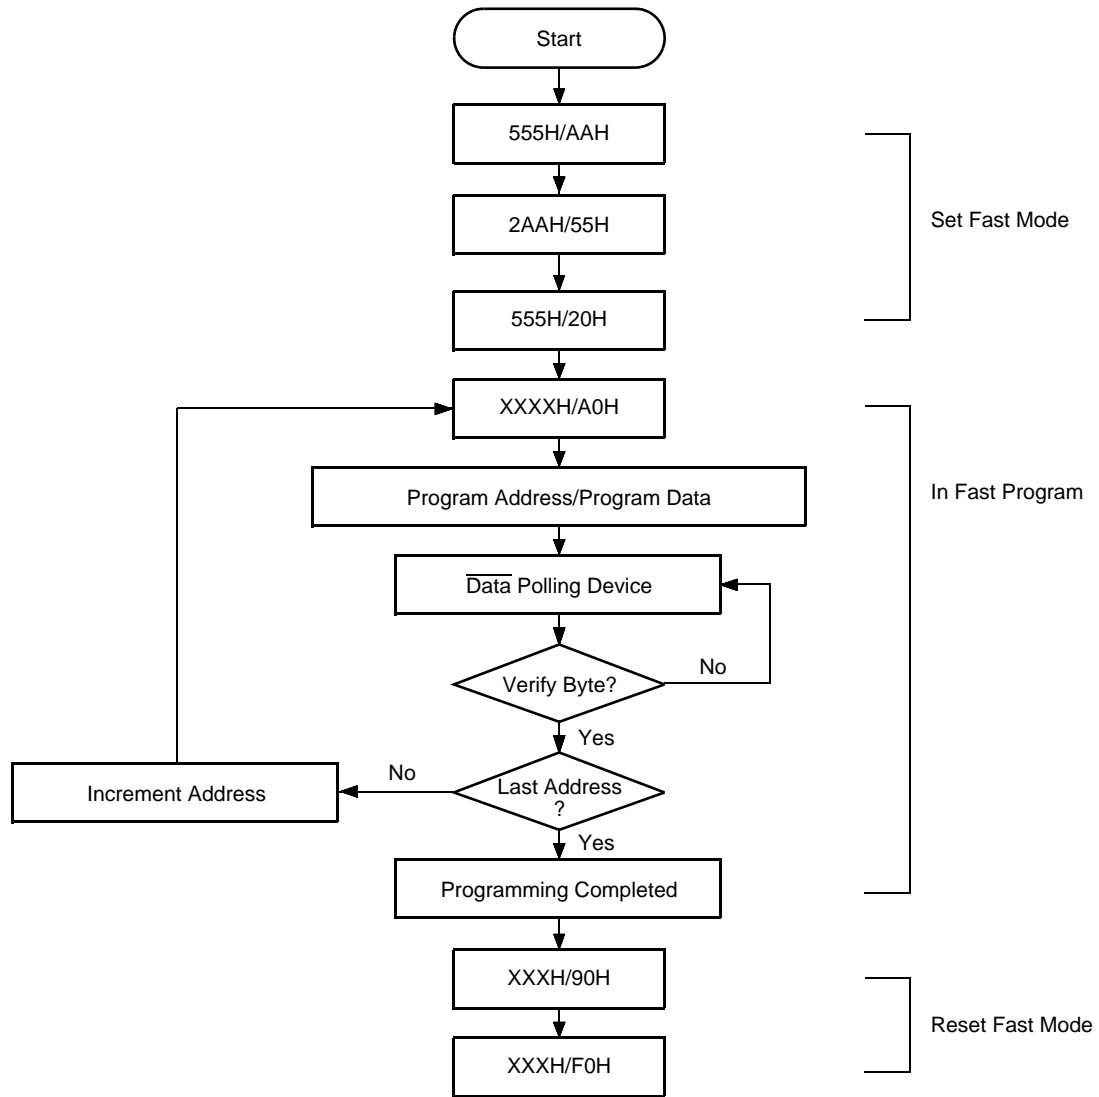 Start
555H/AAH
2AAH/55H
Set Fast Mode
555H/20H
XXXXH/A0H
Program Address/Program Data
In Fast Program
Data Polling Device
Verify Byte?
No
Yes
Last Address
?
No
Increment Address
Yes
Programming Completed
XXXH/90H
Reset Fast Mode
XXXH/F0H